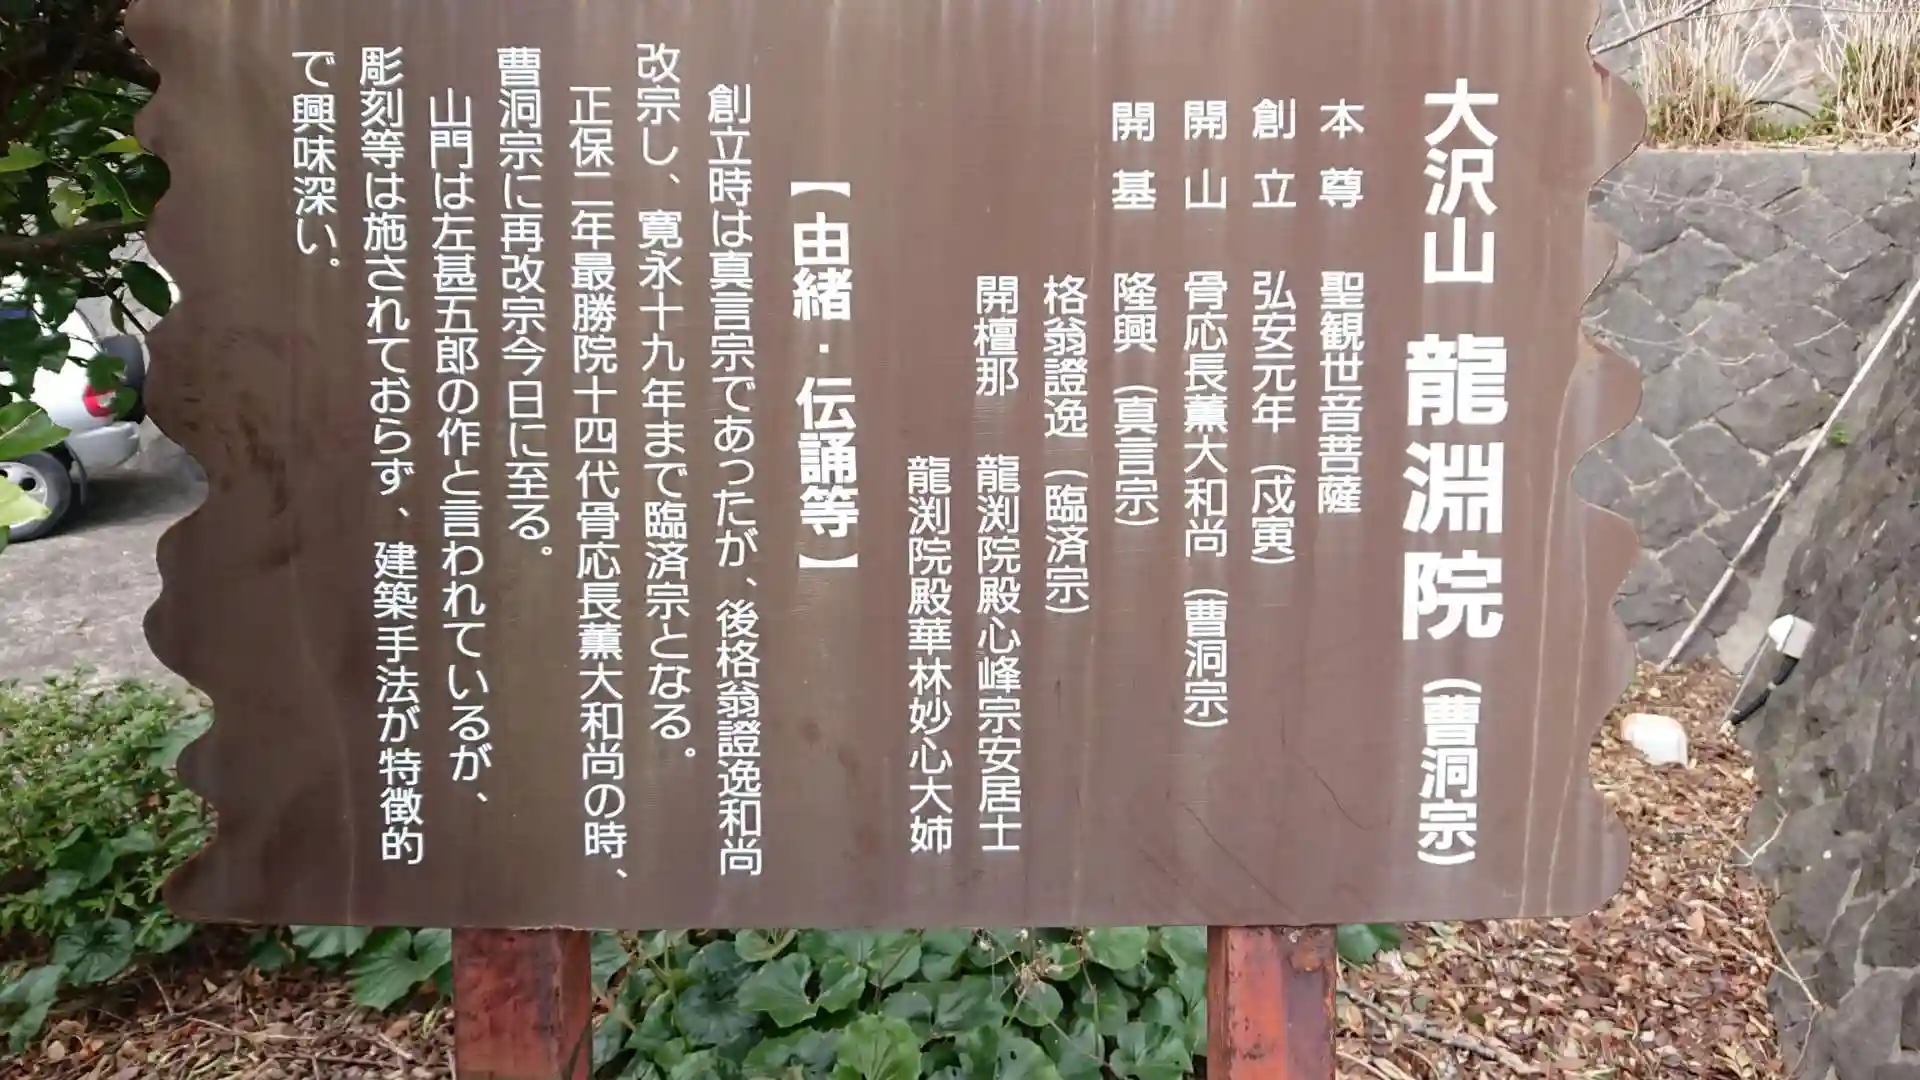 大沢山 龍淵院（曹洞宗）
本尊 聖観世音菩薩
創立 弘安元年（戍寅）
開山 骨応長薫大和尚（曹洞宗）
開基 隆興（真言宗）
格翁證逸（臨済宗）
開檀那 龍渕院殿心峰宗安居士
龍渕院殿華林妙心大姉
【由緒・伝誦等】
創立時は真言宗であったが、後格翁證逸和尚
改宗し、寛永十九年まで臨済宗となる。
正保二年最勝院十四代骨応長薫大和尚の時、
曹洞宗に再改宗今日に至る。
山門は左甚五郎の作と言われているが、
彫刻等は施されておらず、建築手法が特徴的
で興味深い。